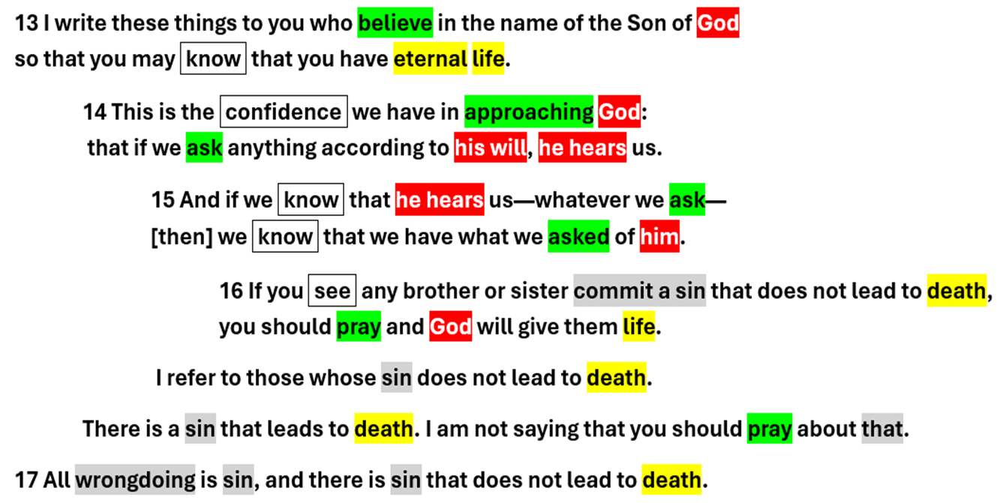 13 I write these things to you who believe in the name of the Son of God
so that you may know that you have eternal life.
14 This is the confidence we have in approaching God:
that if we ask anything according to his will, he hears us.
15 And if we know that he hears us—whatever we ask—
[then] we know that we have what we asked of him.
16 If you see any brother or sister commit a sin that does not lead to death,
you should pray and God will give them life.
I refer to those whose sin does not lead to death.
There is a sin that leads to death. I am not saying that you should pray about that.
17 All wrongdoing is sin, and there is sin that does not lead to death.